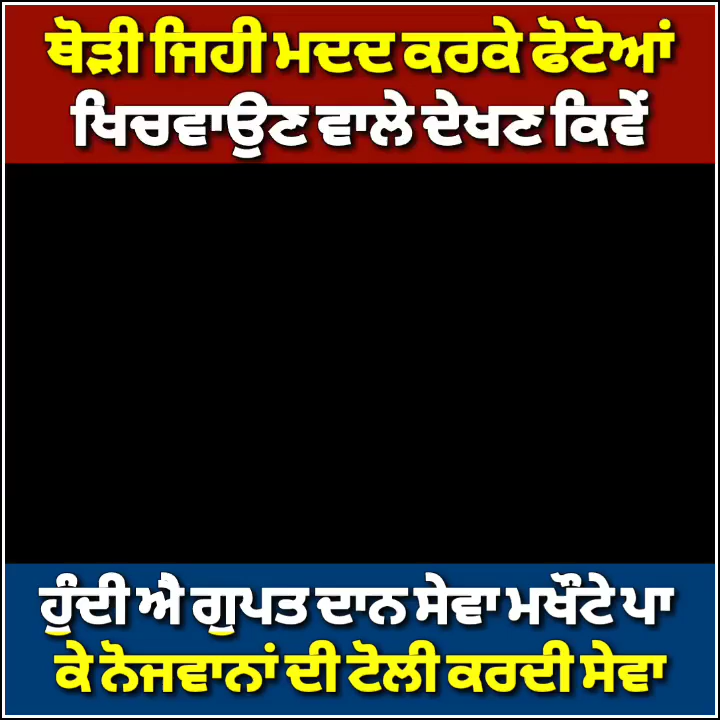 ਥੋੜੀ ਜਿਹੀ ਮਦਦ ਕਰਕੇ ਫੋਟੋਆਂ
ਖਿਚਵਾਉਣ ਵਾਲੇ ਦੇਖਣ ਕਿਵੇਂ
ਹੁੰਦੀ ਐ ਗੁਪਤ ਦਾਨ ਸੇਵਾ ਮਖੌਟੇ ਪਾ
ਕੇ ਨੋਜਵਾਨਾਂ ਦੀ ਟੋਲੀ ਕਰਦੀ ਸੇਵਾ